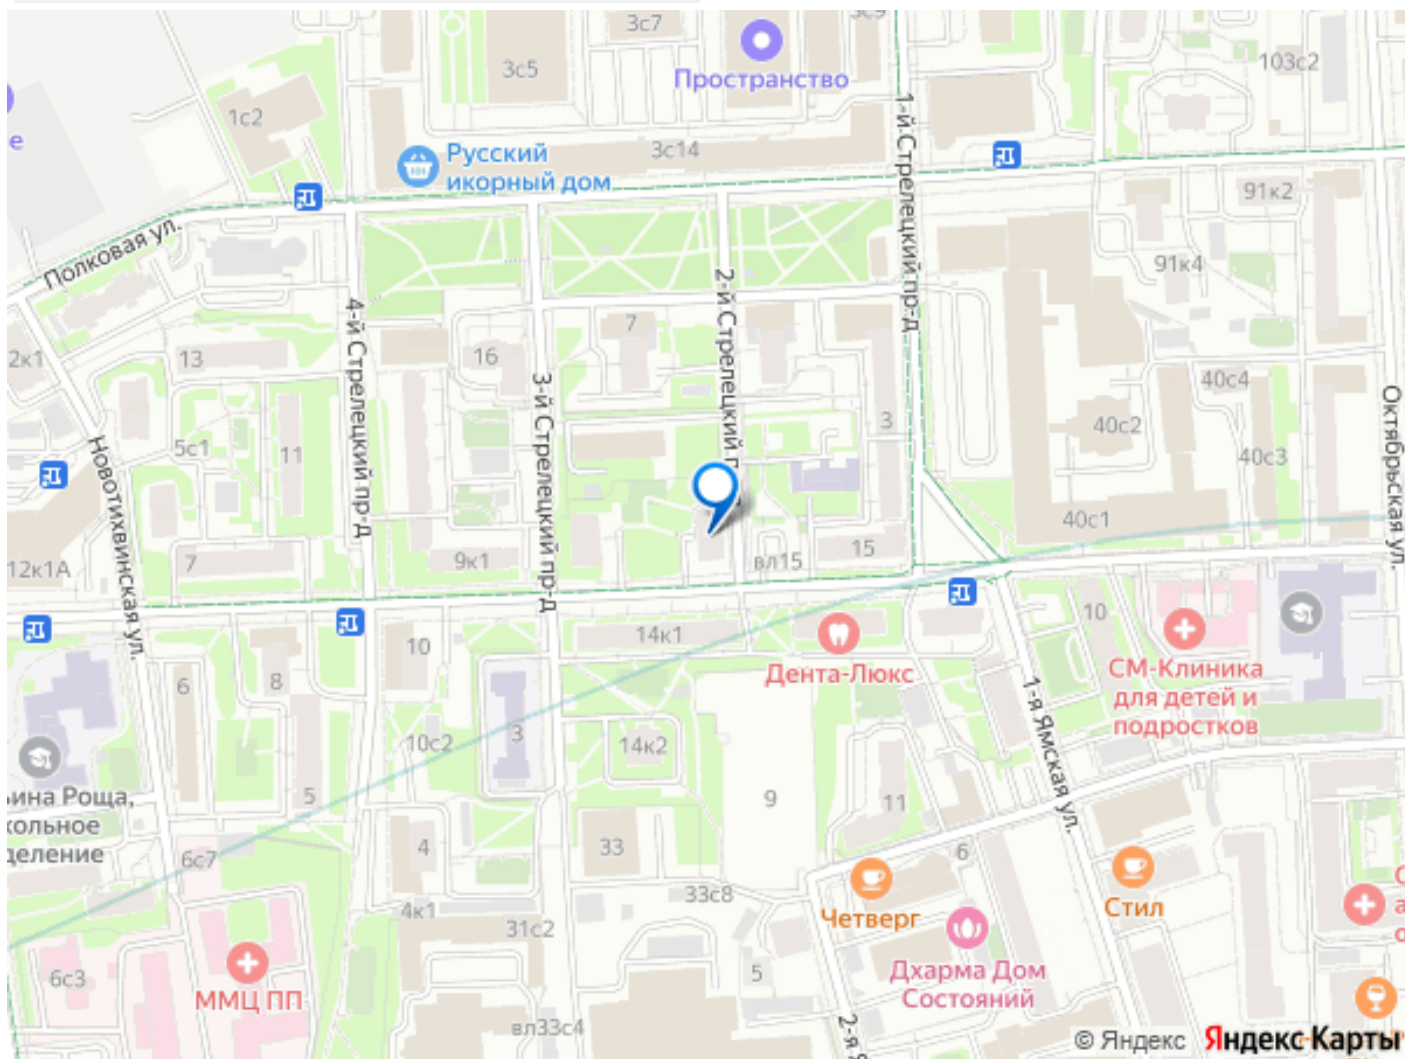 3с7
3с5
Пространство
103с2
е
1с2
1-й Стрелецкий пр-д
3с14
Русский
икорный дом
91к2
Полковая ул.
91к4
2-й Стрелецкий п
4-й Стрелецкий пр-д
7
2к1
13
16
3-й Стрелецкий пр-д
40с4
Октябрьская ул.
3
40с2
Новотихвинская ул.
5с1
11
40с3
40с1
12к1А
7
9к1
вл15
15
14к1
10
10
Дента-Люкс
СМ-Клиника
для детей и
подростков
6
8
1-я Ямская ул.
3
10с2
14к2
ьина Роща,
кольное
деление
5
9
11
4
33
6с7
6
33с8
4к1
Четверг
Стил
31с2
6с3
ММЦ ПП
5
Дхарма Дом
Состояний
вл33с4
2-я
© Яндекс Яндекс Карты